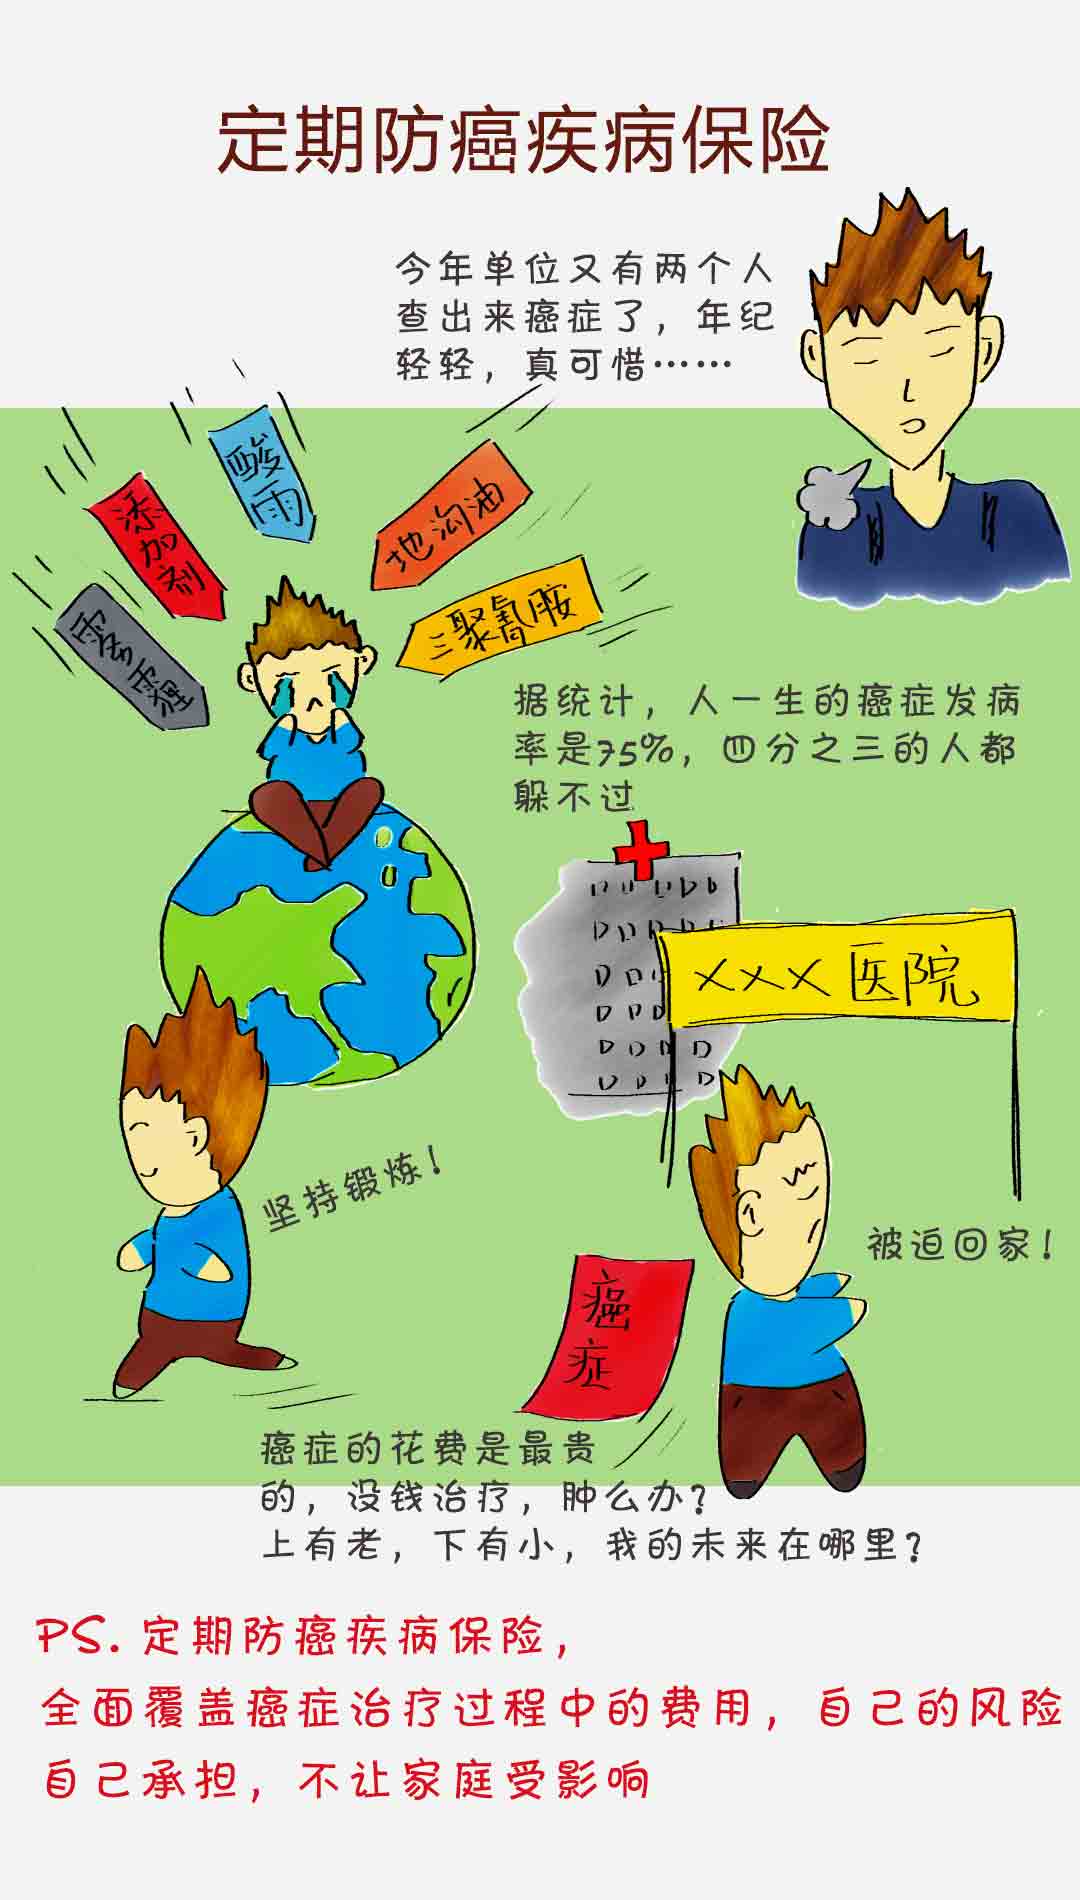 定期防癌疾病保险
今年单位又有两个人
查出来癌症了，年纪
轻轻，真可惜……
酸雨
添加剂
地沟油
三聚氰胺
雾霾
据统计，人一生的癌症发病
率是75%，四分之三的人都
躲不过
XXX医院
坚持锻炼！
被迫回家！
癌症
癌症的花费是最贵
的，没钱治疗，肿么办？
上有老，下有小，我的未来在哪里？
PS.定期防癌疾病保险，
全面覆盖癌症治疗过程中的费用，自己的风险
自己承担，不让家庭受影响